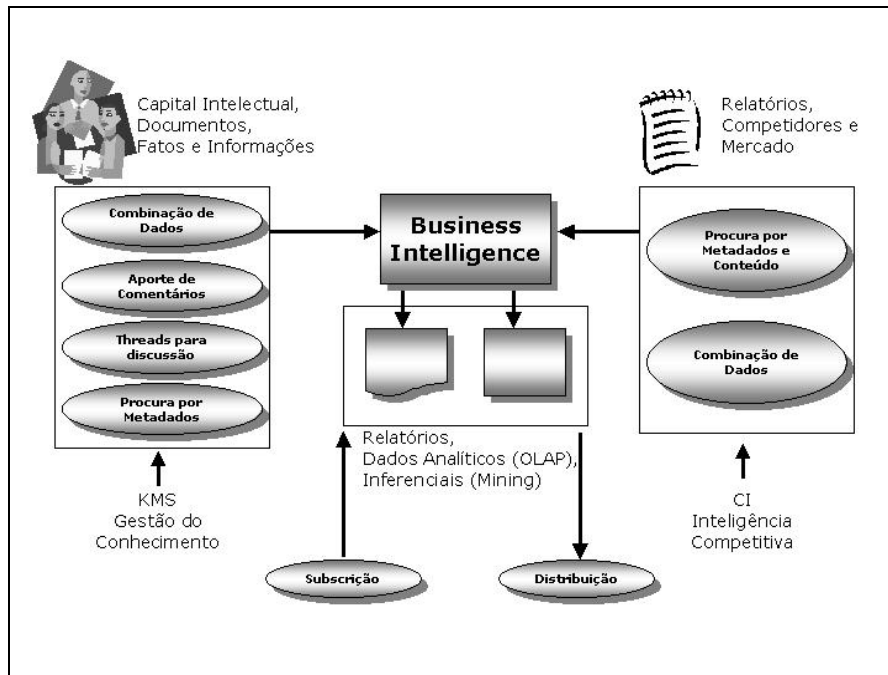 Capital Intelectual,
Documentos,
Fatos e Informações
Relatórios,
Competidores e
Mercado
Combinação de
Dados
Aporte de
Comentários
Threads para
discussão
Procura por
Metadados
Business
Intelligence
Procura por
Metadados e
Conteúdo
Combinação de
Dados
Relatórios,
Dados Analíticos (OLAP),
Inferenciais (Mining)
KMS
Gestão do
Conhecimento
CI
Inteligência
Competitiva
Subscrição
Distribuição